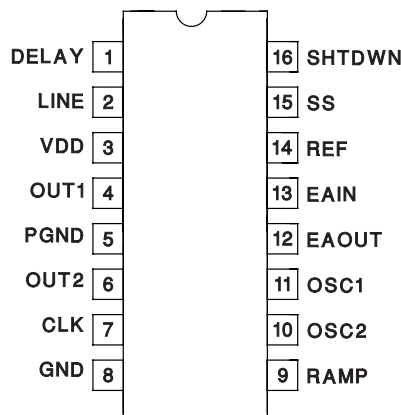 DELAY 1 16 SHTDWN
LINE 2 15 SS
VDD 3 14 REF
OUT1 4 13 EAIN
PGND 5 12 EAOUT
OUT2 6 11 OSC1
CLK 7 10 OSC2
GND 8 9 RAMP